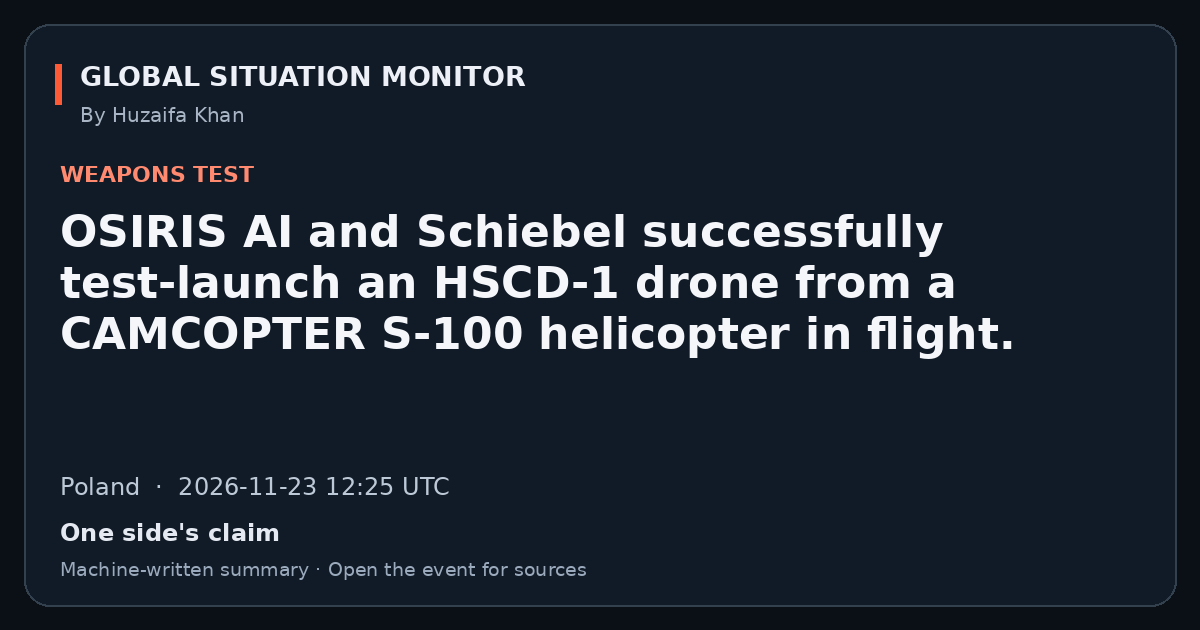 GLOBAL SITUATION MONITOR
By Huzaifa Khan
WEAPONS TEST
OSIRIS AI and Schiebel successfully
test-launch an HSCD-1 drone from a
CAMCOPTER S-100 helicopter in flight.
Poland · 2026-11-23 12:25 UTC
One side's claim
Machine-written summary · Open the event for sources